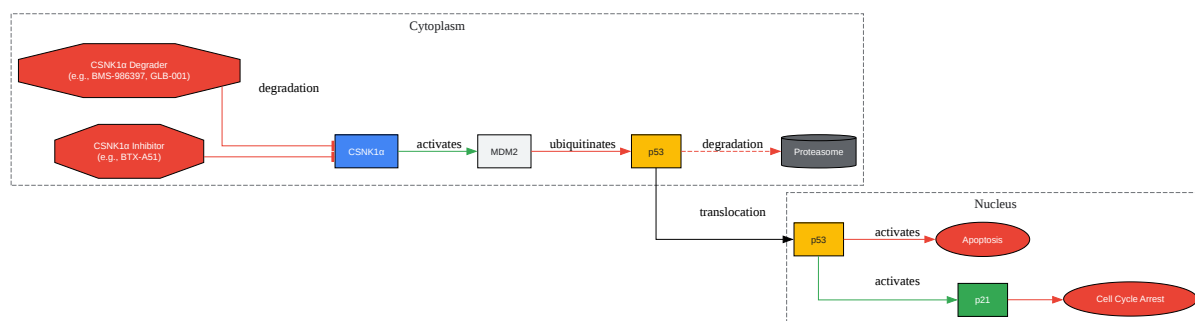 Cytoplasm
CSNK1α Degrader
(e.g., BMS-986397, GLB-001)
degradation
CSNK1α Inhibitor
(e.g., BTX-A51)
CSNK1α
activates
MDM2
ubiquitinates
p53
degradation
Proteasome
translocation
Nucleus
p53
activates
Apoptosis
activates
p21
Cell Cycle Arrest